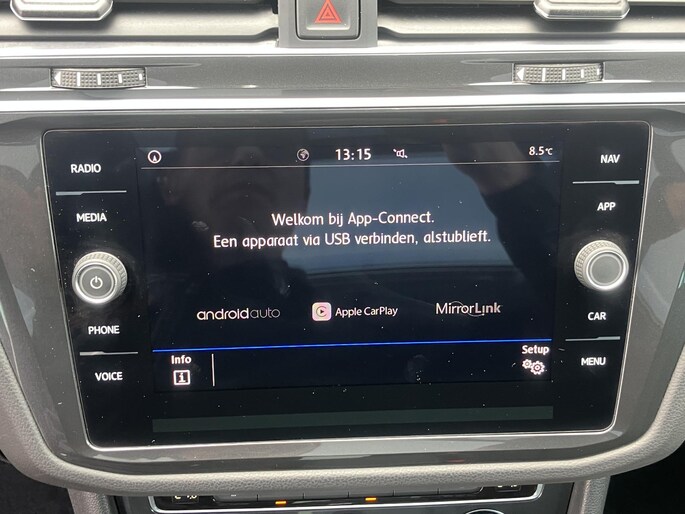 13:15
8.5°C
RADIO
NAV
MEDIA
APP
Welkom bij App-Connect.
Een apparaat via USB verbinden, alstublieft.
androidauto
Apple CarPlay
MirrorLink
PHONE
CAR
Info
Setup
VOICE
MENU